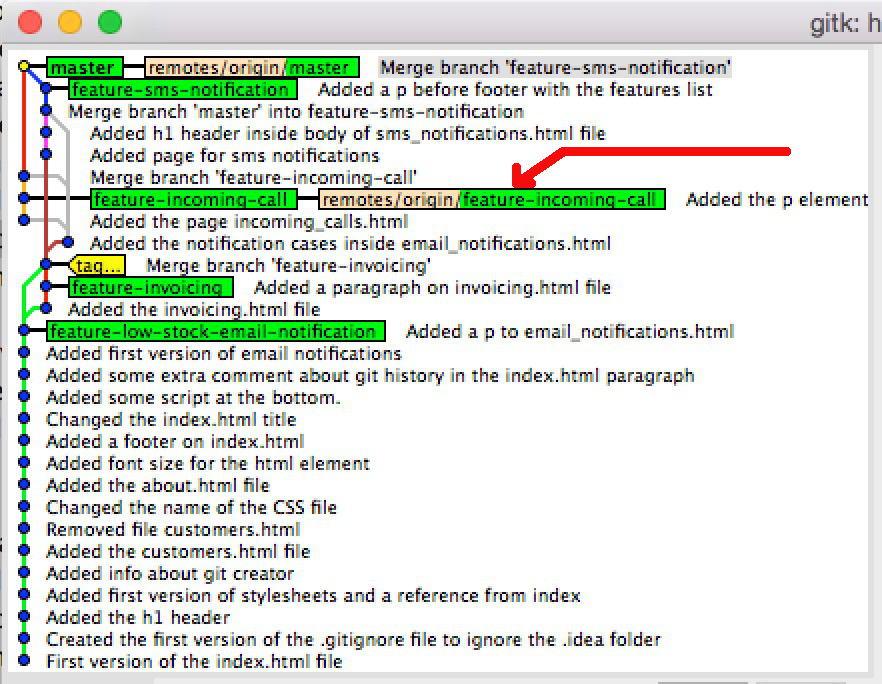 gitk: h
master remotes/origin/master Merge branch 'feature-sms-notification'
feature-sms-notification Added a p before footer with the features list
Merge branch 'master' into feature-sms-notification
Added h1 header inside body of sms_notifications.html file
Added page for sms notifications
Merge branch 'feature-incoming-call'
feature-incoming-call remotes/origin/feature-incoming-call Added the p element
Added the page incoming_calls.html
Added the notification cases inside email_notifications.html
tag... Merge branch 'feature-invoicing'
feature-invoicing Added a paragraph on invoicing.html file
Added the invoicing.html file
feature-low-stock-email-notification Added a p to email_notifications.html
Added first version of email notifications
Added some extra comment about git history in the index.html paragraph
Added some script at the bottom.
Changed the index.html title
Added a footer on index.html
Added font size for the html element
Added the about.html file
Changed the name of the CSS file
Removed file customers.html
Added the customers.html file
Added info about git creator
Added first version of stylesheets and a reference from index
Added the h1 header
Created the first version of the .gitignore file to ignore the .idea folder
First version of the index.html file